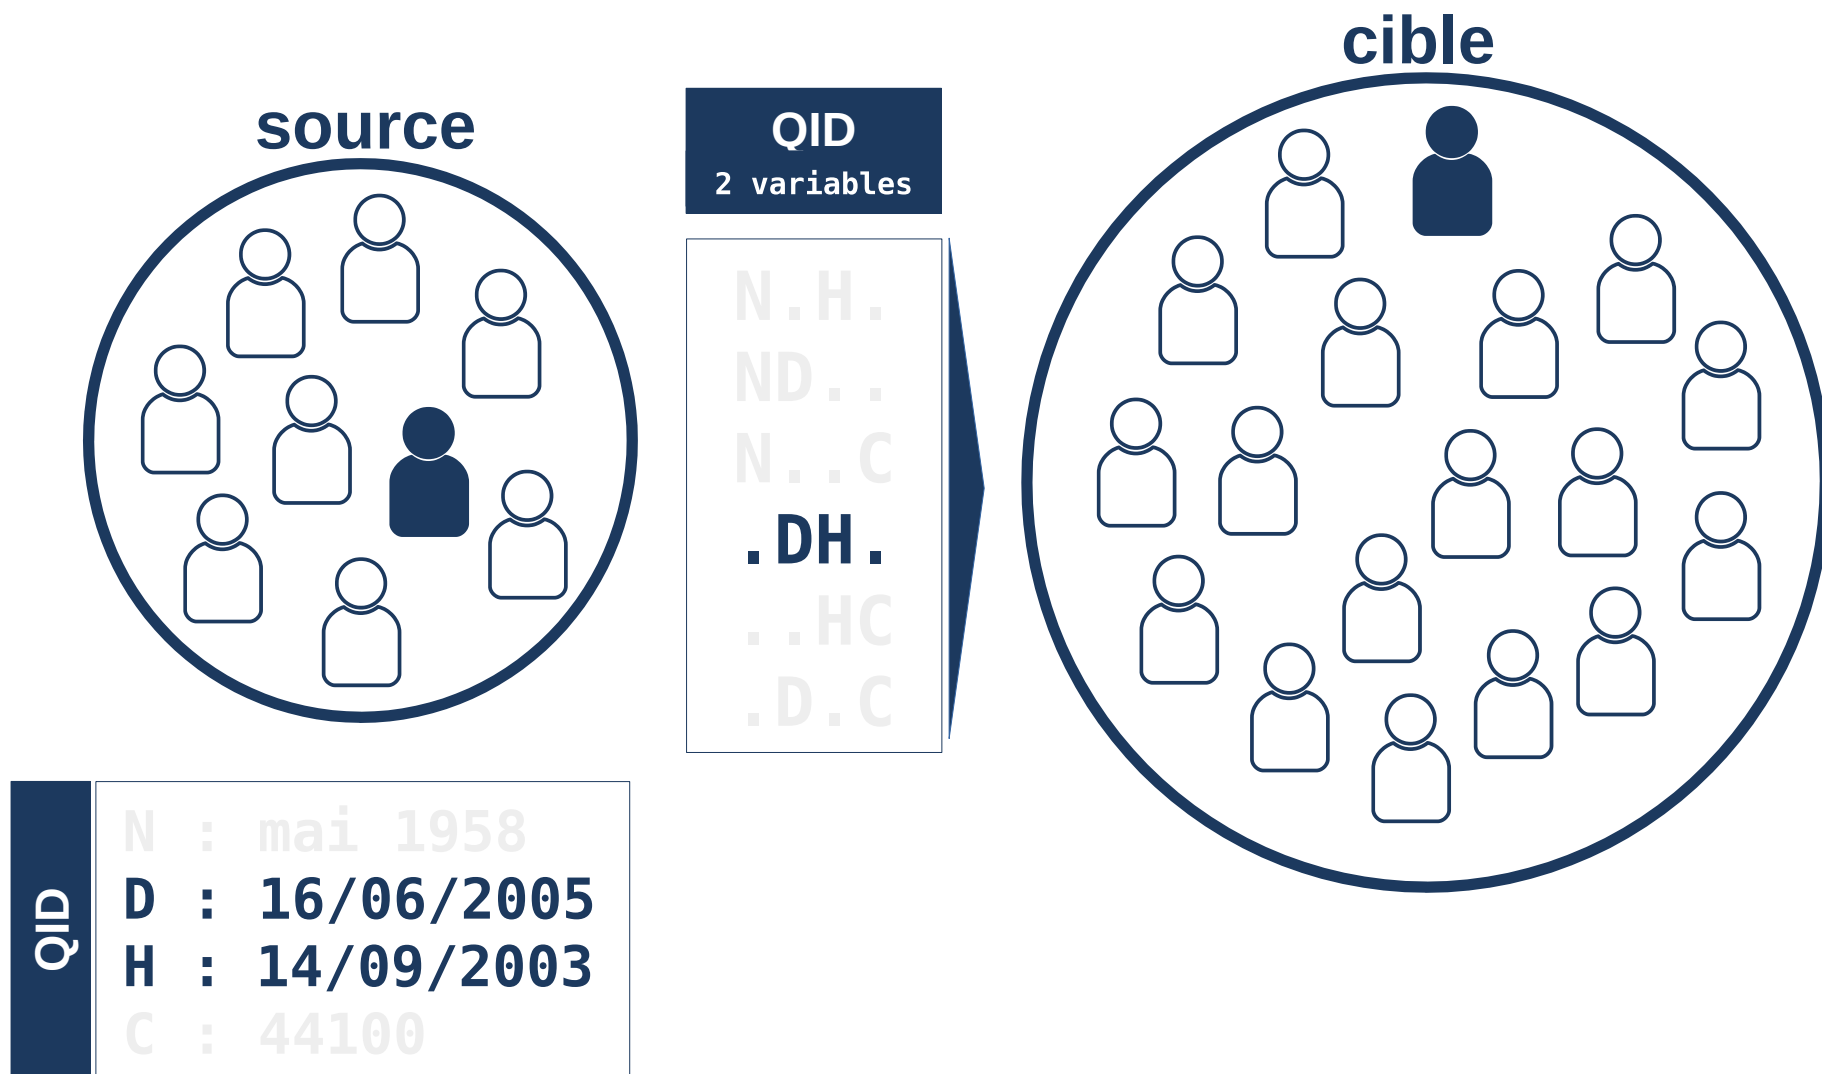 cible
source
QID
2 variables
N.H.
ND..
N..C
.DH.
..HC
.D.C
QID
N : mai 1958
D : 16/06/2005
H : 14/09/2003
C : 44100